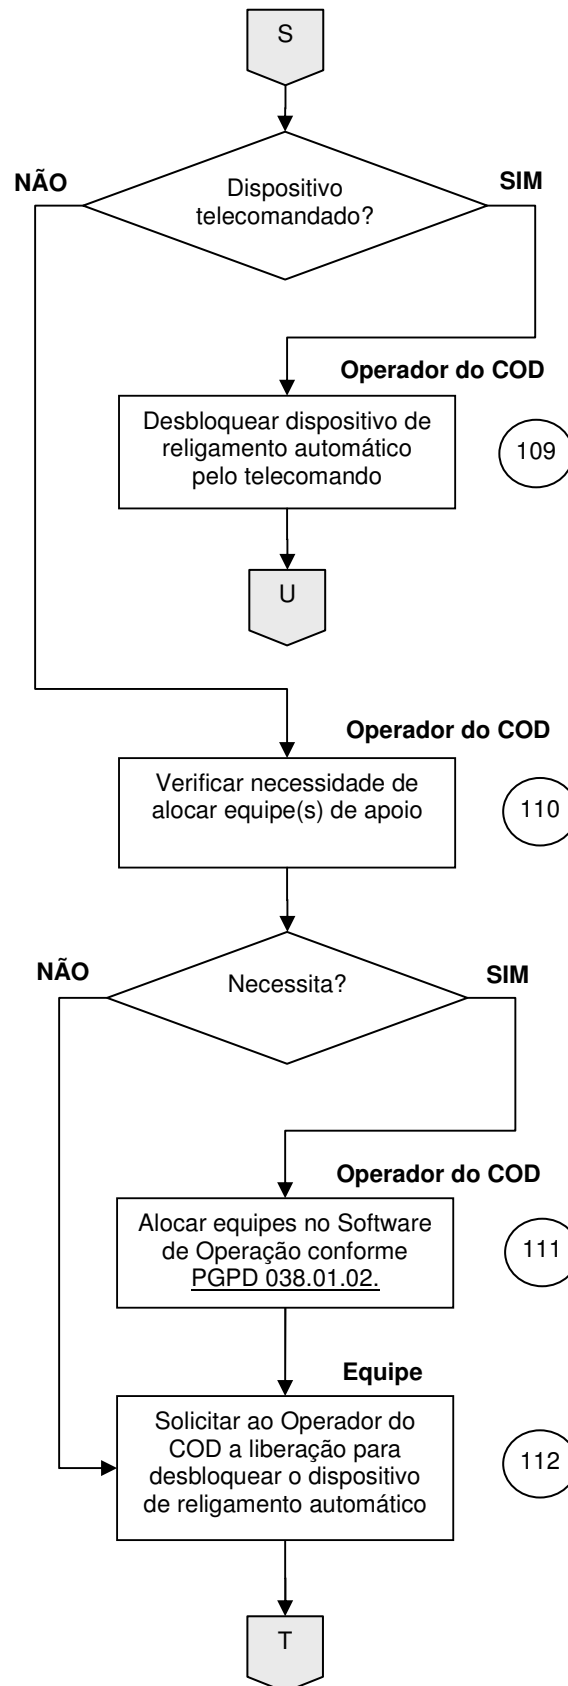 S
NÃO
SIM
Dispositivo
telecomandado?
Operador do COD
Desbloquear dispositivo de
religamento automático
pelo telecomando
109
U
Operador do COD
Verificar necessidade de
alocar equipe(s) de apoio
110
NÃO
SIM
Necessita?
Operador do COD
Alocar equipes no Software
de Operação conforme
PGPD 038.01.02.
111
Equipe
Solicitar ao Operador do
COD a liberação para
desbloquear o dispositivo
de religamento automático
112
T